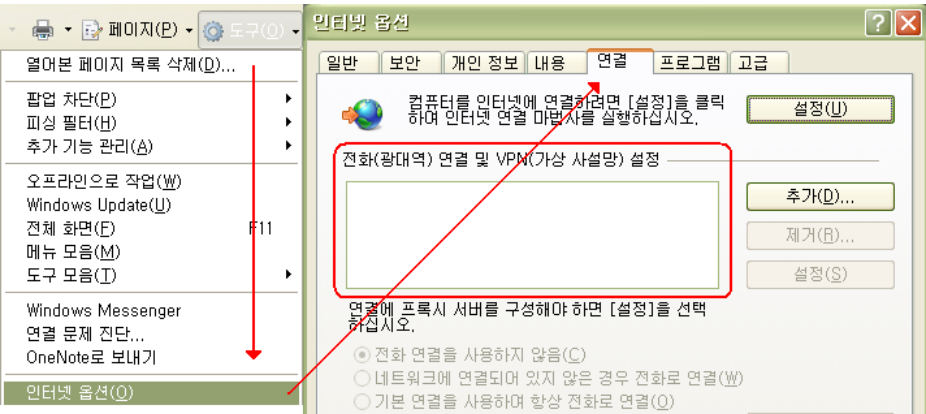 페이지(P)
도구(O)
열어본 페이지 목록 삭제(D)...
팝업 차단(P)
피싱 필터(H)
추가 기능 관리(A)
오프라인으로 작업(W)
Windows Update(U)
전체 화면(F) F11
메뉴 모음(M)
도구 모음(T)
Windows Messenger
연결 문제 진단...
OneNote로 보내기
인터넷 옵션(O)
인터넷 옵션
일반 보안 개인 정보 내용 연결 프로그램 고급
컴퓨터를 인터넷에 연결하려면 [설정]을 클릭
하여 인터넷 연결 마법사를 실행하십시오.
설정(U)
전화(광대역) 연결 및 VPN(가상 사설망) 설정
추가(D)...
제거(R)...
설정(S)
연결에 프록시 서버를 구성해야 하면 [설정]을 선택
하십시오.
전화 연결을 사용하지 않음(C)
네트워크에 연결되어 있지 않은 경우 전화로 연결(W)
기본 연결을 사용하여 항상 전화로 연결(O)